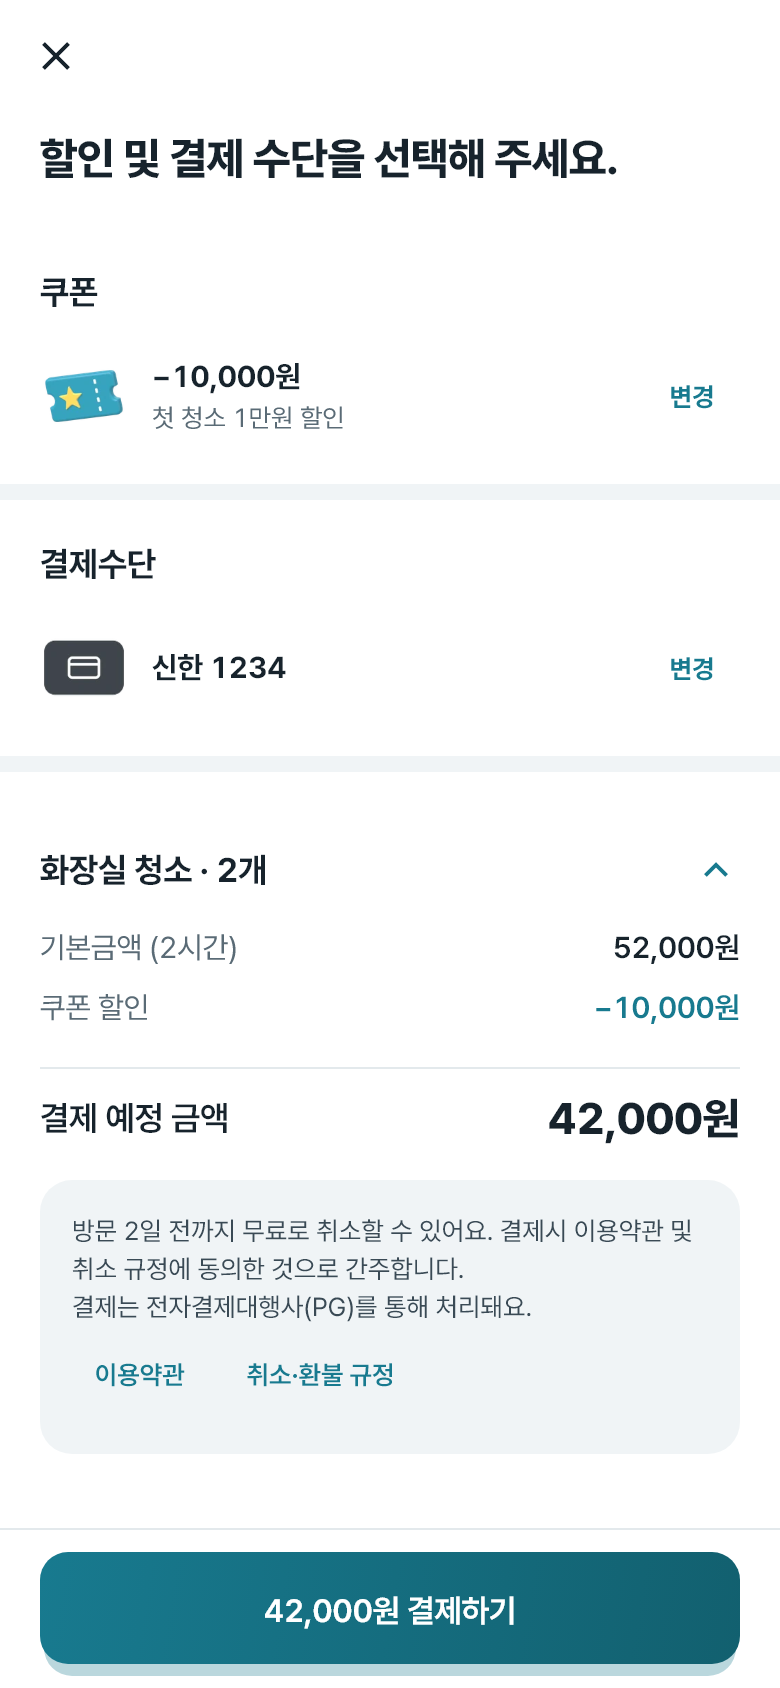 할인 및 결제 수단을 선택해 주세요.
쿠폰
−10,000원
첫 청소 1만원 할인
변경
결제수단
신한 1234
변경
화장실 청소 · 2개
기본금액 (2시간) 52,000원
쿠폰 할인 −10,000원
결제 예정 금액 42,000원
방문 2일 전까지 무료로 취소할 수 있어요. 결제시 이용약관 및
취소 규정에 동의한 것으로 간주합니다.
결제는 전자결제대행사(PG)를 통해 처리돼요.
이용약관 취소·환불 규정
42,000원 결제하기